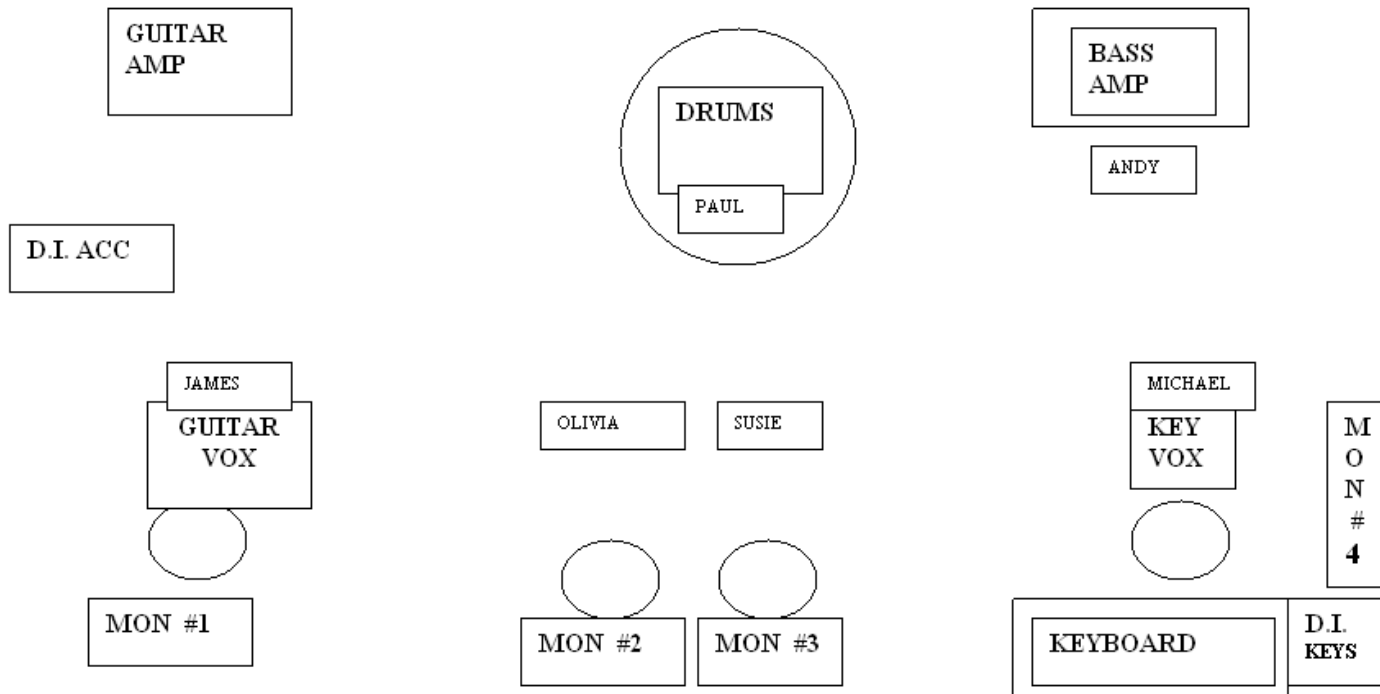 GUITAR
AMP
DRUMS
BASS
AMP
ANDY
PAUL
D.I. ACC
JAMES
GUITAR
VOX
OLIVIA
SUSIE
MICHAEL
KEY
VOX
M
O
N
#
4
MON #1
MON #2
MON #3
KEYBOARD
D.I.
KEYS